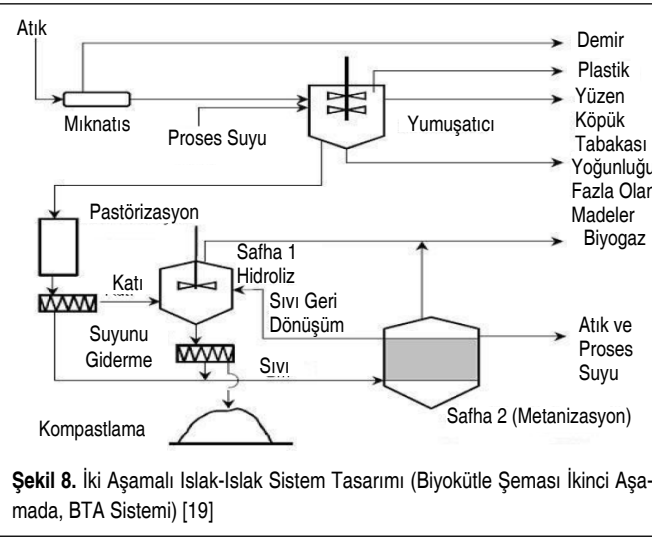 Atık
Demir
Plastik
Mıknatıs
Proses Suyu
Yumuşatıcı
Yüzen
Köpük
Tabakası
Yoğunluğu
Fazla Olan
Madeler
Biyogaz
Pastörizasyon
Safha 1
Hidroliz
Katı
Sıvı Geri
Dönüşüm
Suyunu
Giderme
Sıvı
Atık ve
Proses
Suyu
Kompastlama
Safha 2 (Metanizasyon)
Şekil 8. İki Aşamalı Islak-Islak Sistem Tasarımı (Biyokütle Şeması İkinci Aşa-
mada, BTA Sistemi) [19]